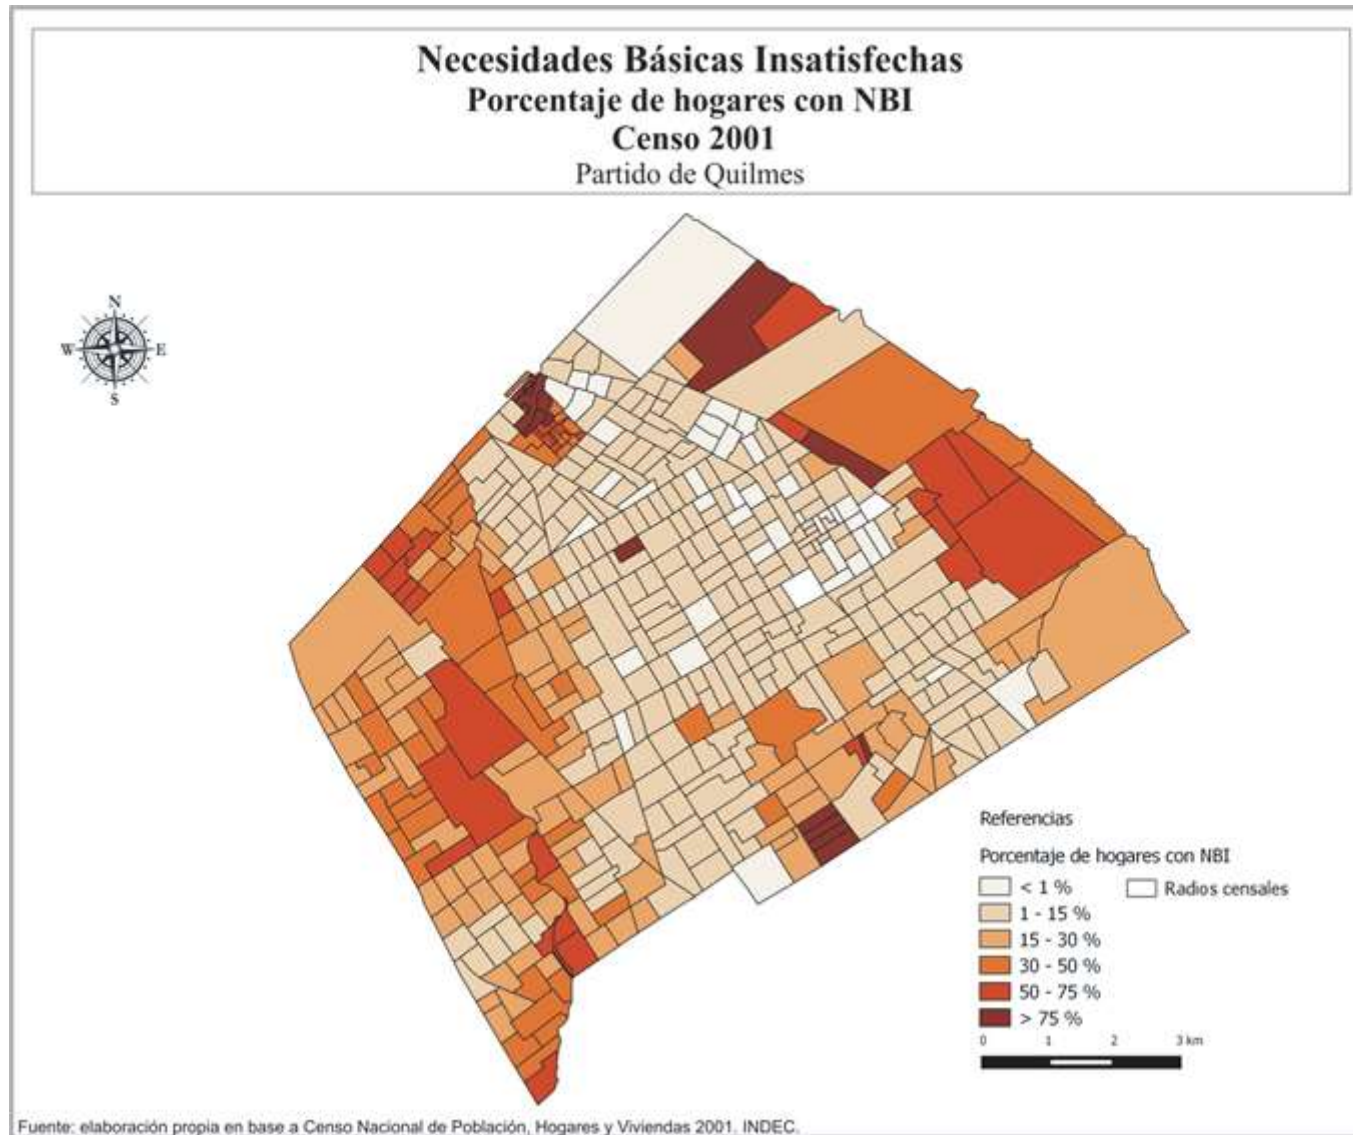 Necesidades Básicas Insatisfechas
Porcentaje de hogares con NBI
Censo 2001
Partido de Quilmes
N
W E
S
Referencias
Porcentaje de hogares con NBI
< 1 % Radios censales
1 - 15 %
15 - 30 %
30 - 50 %
50 - 75 %
> 75 %
0 1 2 3 km
Fuente: elaboración propia en base a Censo Nacional de Población, Hogares y Viviendas 2001. INDEC.